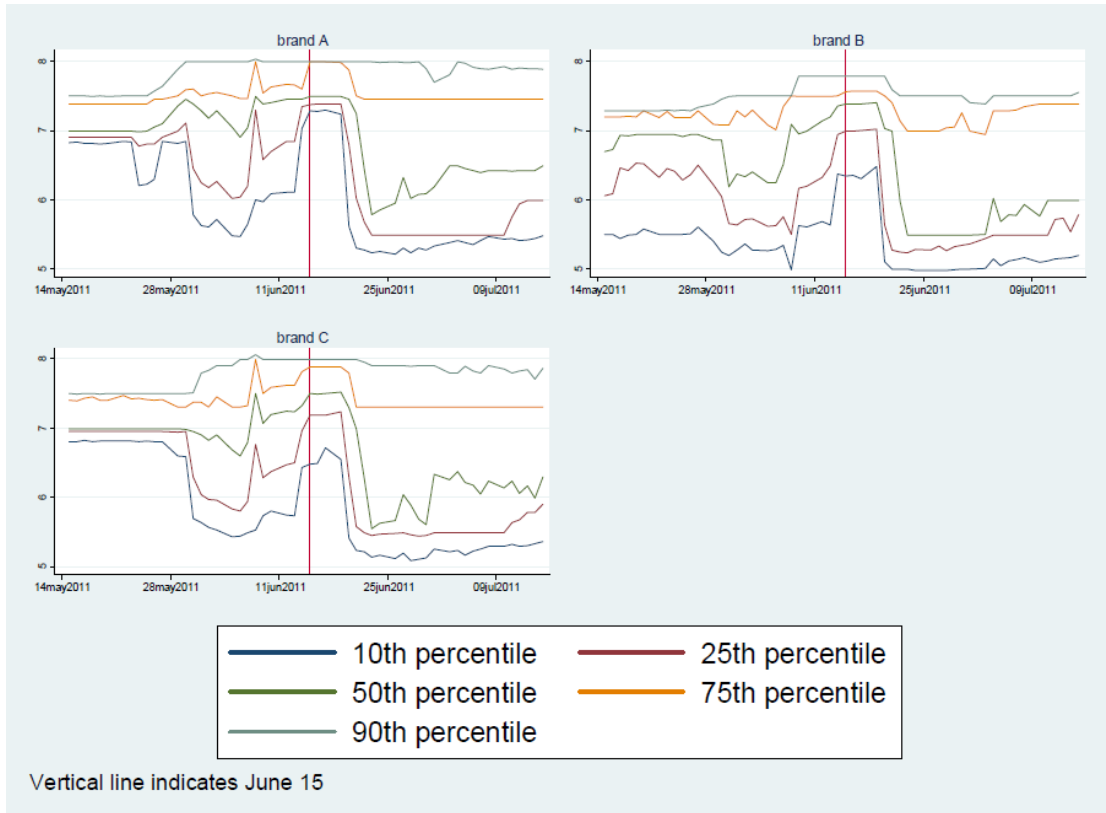 brand A
8
7
6
5
14may2011 28may2011 11jun2011 25jun2011 09jul2011
brand B
8
7
6
5
14may2011 28may2011 11jun2011 25jun2011 09jul2011
brand C
8
7
6
5
14may2011 28may2011 11jun2011 25jun2011 09jul2011
10th percentile 25th percentile
50th percentile 75th percentile
90th percentile
Vertical line indicates June 15